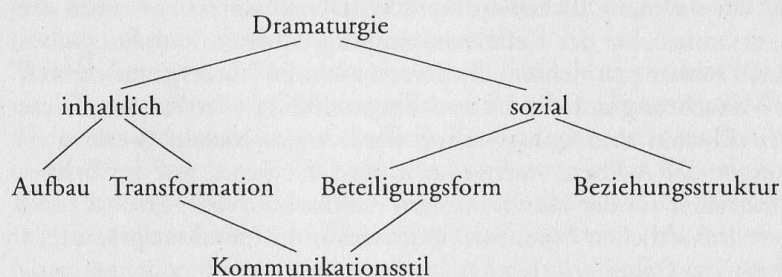 Dramaturgie
inhaltlich sozial
Aufbau Transformation Beteiligungsform Beziehungsstruktur
Kommunikationsstil